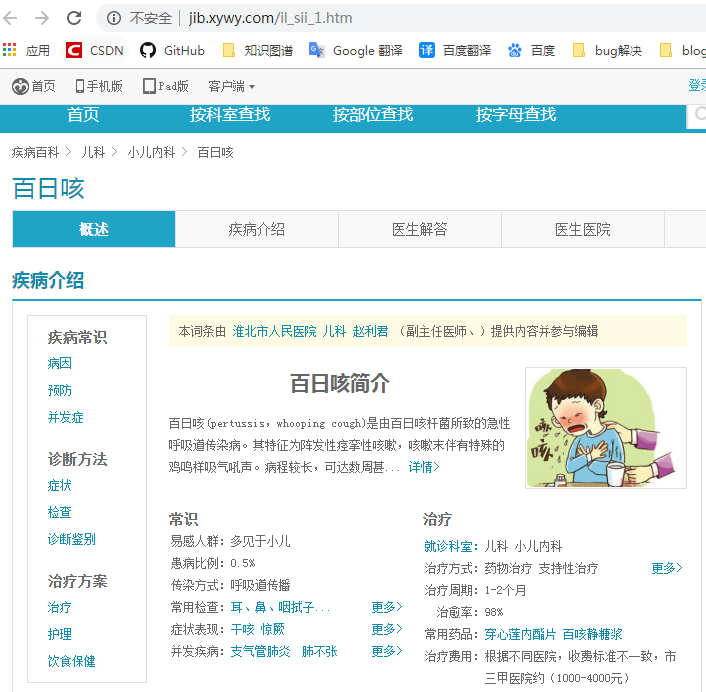 不安全 | jib.xywy.com/il_sii_1.htm
应用 CSDN GitHub 知识图谱 Google 翻译 百度翻译 百度 bug解决 blog
首页 手机版 Pad版 客户端
首页 按科室查找 按部位查找 按字母查找
疾病百科 > 儿科 > 小儿内科 > 百日咳
百日咳
概述 疾病介绍 医生解答 医生医院
疾病介绍
疾病常识
病因
预防
并发症
诊断方法
症状
检查
诊断鉴别
治疗方案
治疗
护理
饮食保健
本词条由 淮北市人民医院 儿科 赵利君 (副主任医师、)提供内容并参与编辑
百日咳简介
百日咳(pertussis, whooping cough)是由百日咳杆菌所致的急性
呼吸道传染病。其特征为阵发性痉挛性咳嗽,咳嗽末伴有特殊的
鸡鸣样吸气吼声。病程较长,可达数周甚... 详情>
常识
易感人群: 多见于小儿
患病比例: 0.5%
传染方式: 呼吸道传播
常用检查: 耳、鼻、咽拭子... 更多>
症状表现: 干咳 惊厥 更多>
并发疾病: 支气管肺炎 肺不张 更多>
治疗
就诊科室: 儿科 小儿内科
治疗方式: 药物治疗 支持性治疗 更多>
治疗周期: 1-2个月
治愈率: 98%
常用药品: 穿心莲内酯片 百咳静糖浆
治疗费用: 根据不同医院,收费标准不一致,市
三甲医院约(1000-4000元)